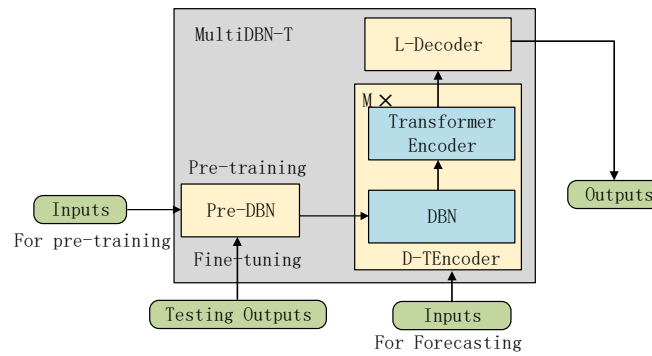 MultiDBN-T
L-Decoder
M ×
Transformer
Encoder
Pre-training
Inputs
Pre-DBN
DBN
Outputs
For pre-training
Fine-tuning
D-TEncoder
Testing Outputs
Inputs
For Forecasting